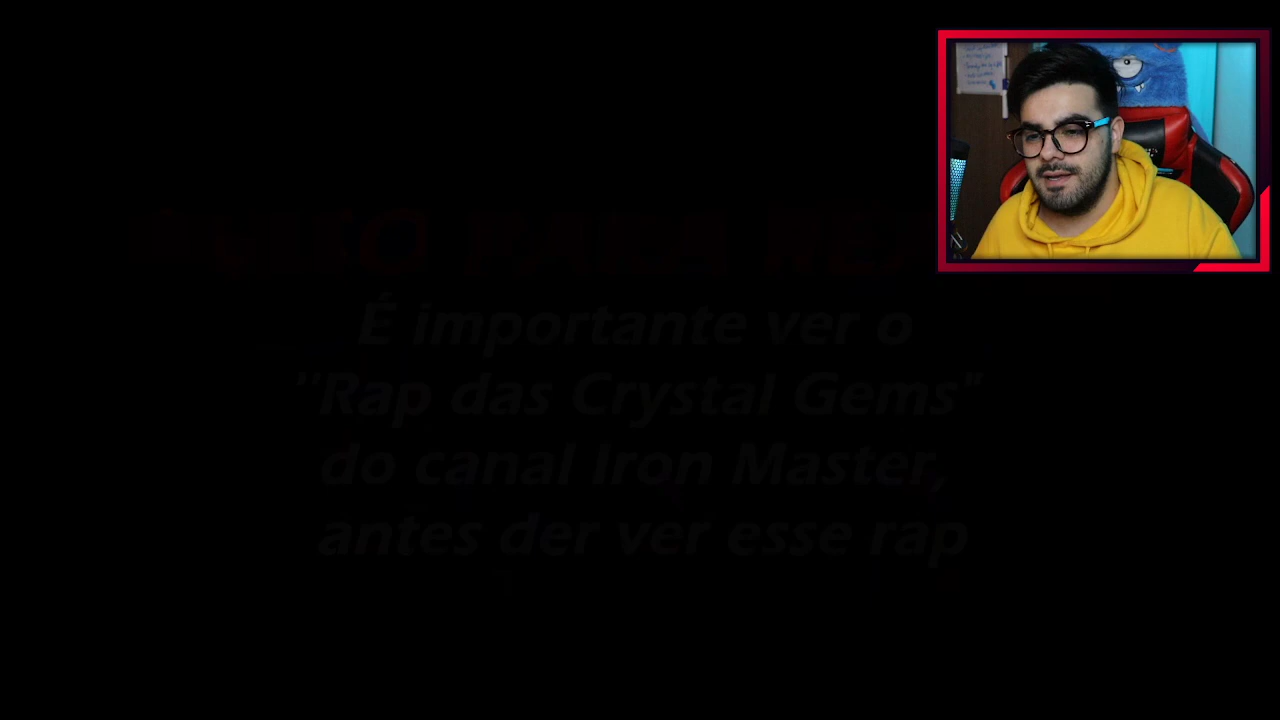 É importante ver o
"Rap das Crystal Gems"
do canal Iron Master,
antes der ver esse rap